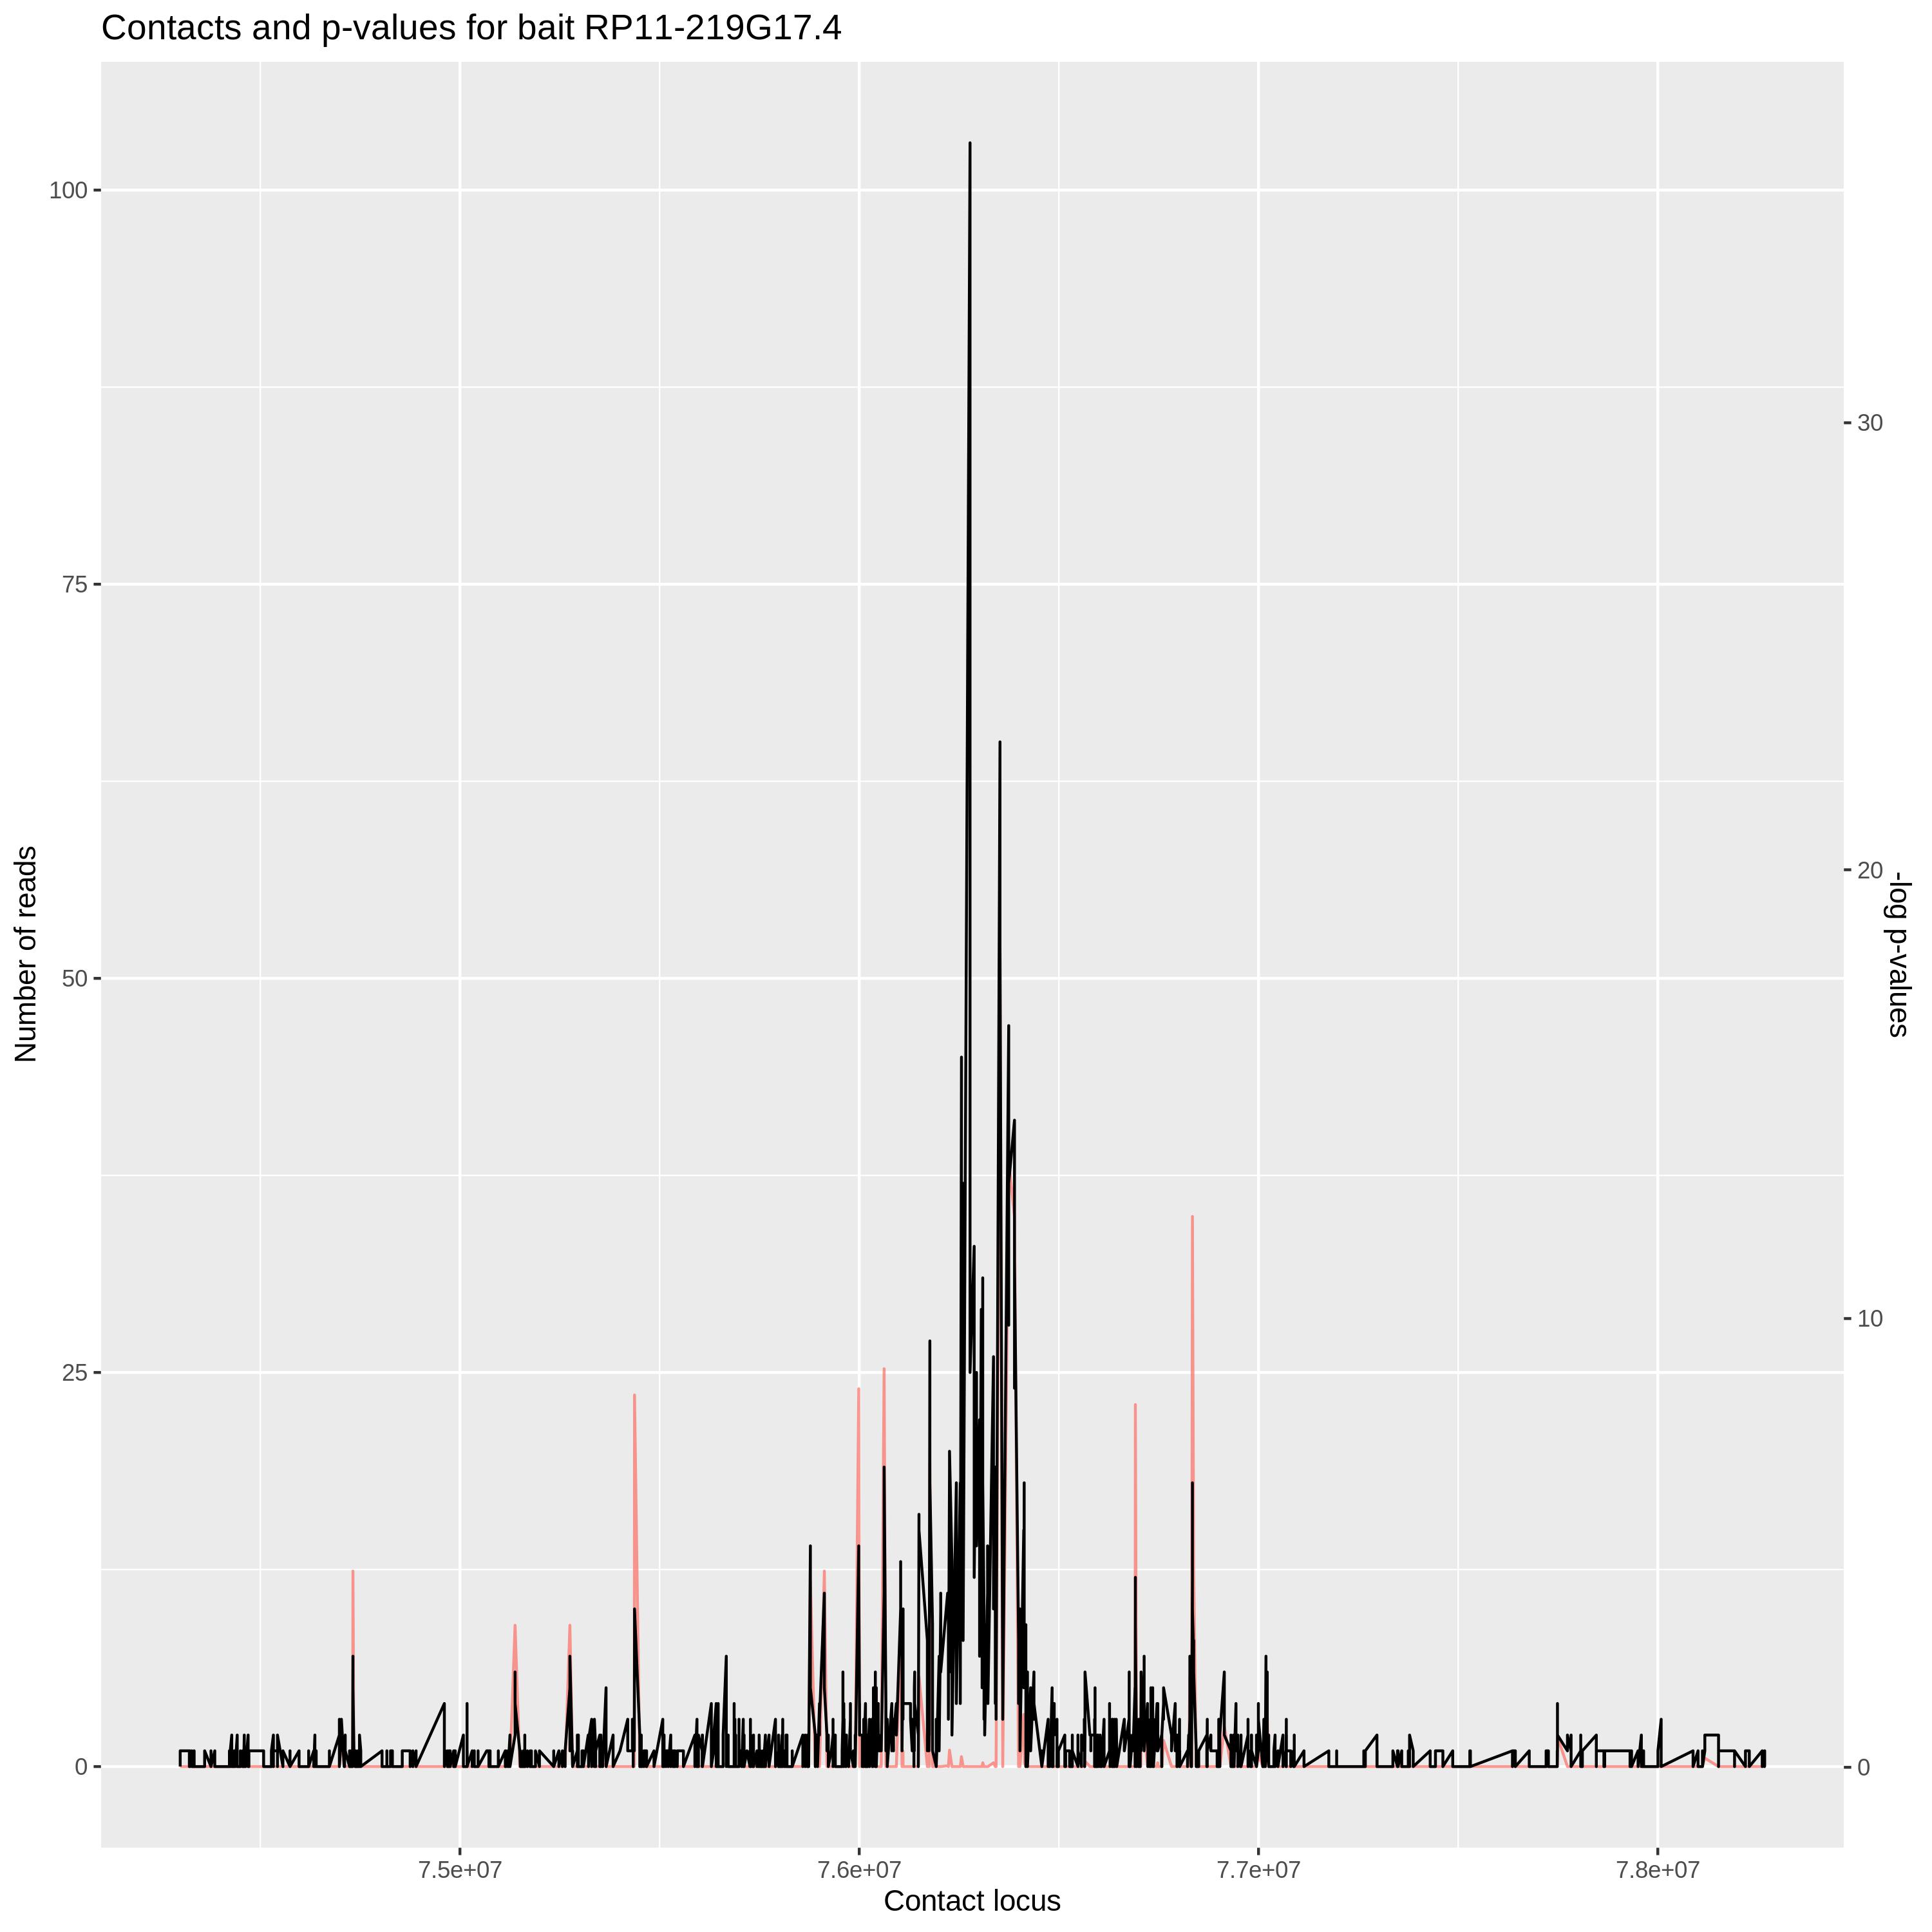 Contacts and p-values for bait RP11-219G17.4
100
75
50
25
0
Number of reads
30
20
10
0
-log p-values
7.5e+07
7.6e+07
7.7e+07
7.8e+07
Contact locus